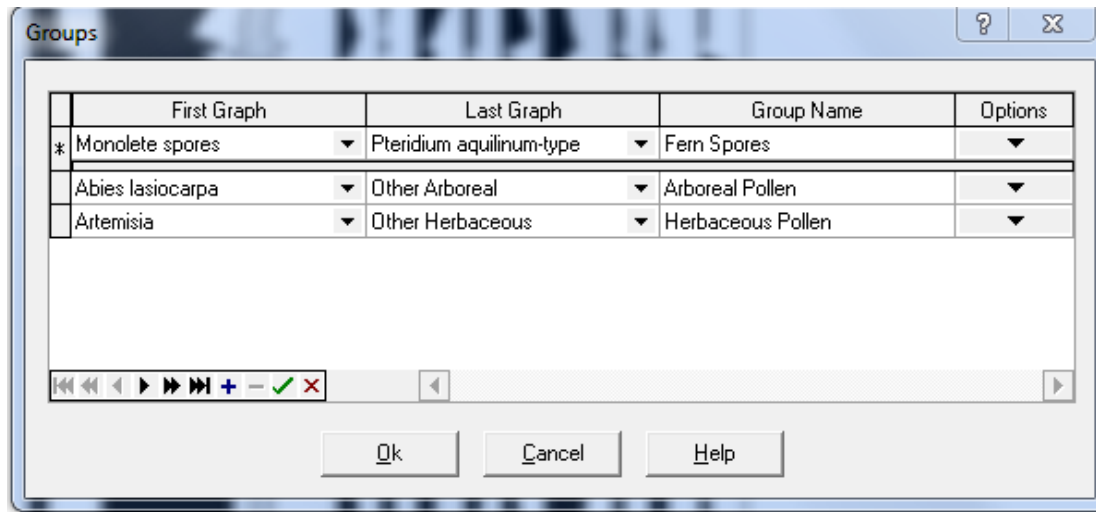 Groups
First Graph Last Graph Group Name Options
* Monolete spores Pteridium aquilinum-type Fern Spores
Abies lasiocarpa Other Arboreal Arboreal Pollen
Artemisia Other Herbaceous Herbaceous Pollen
Ok Cancel Help